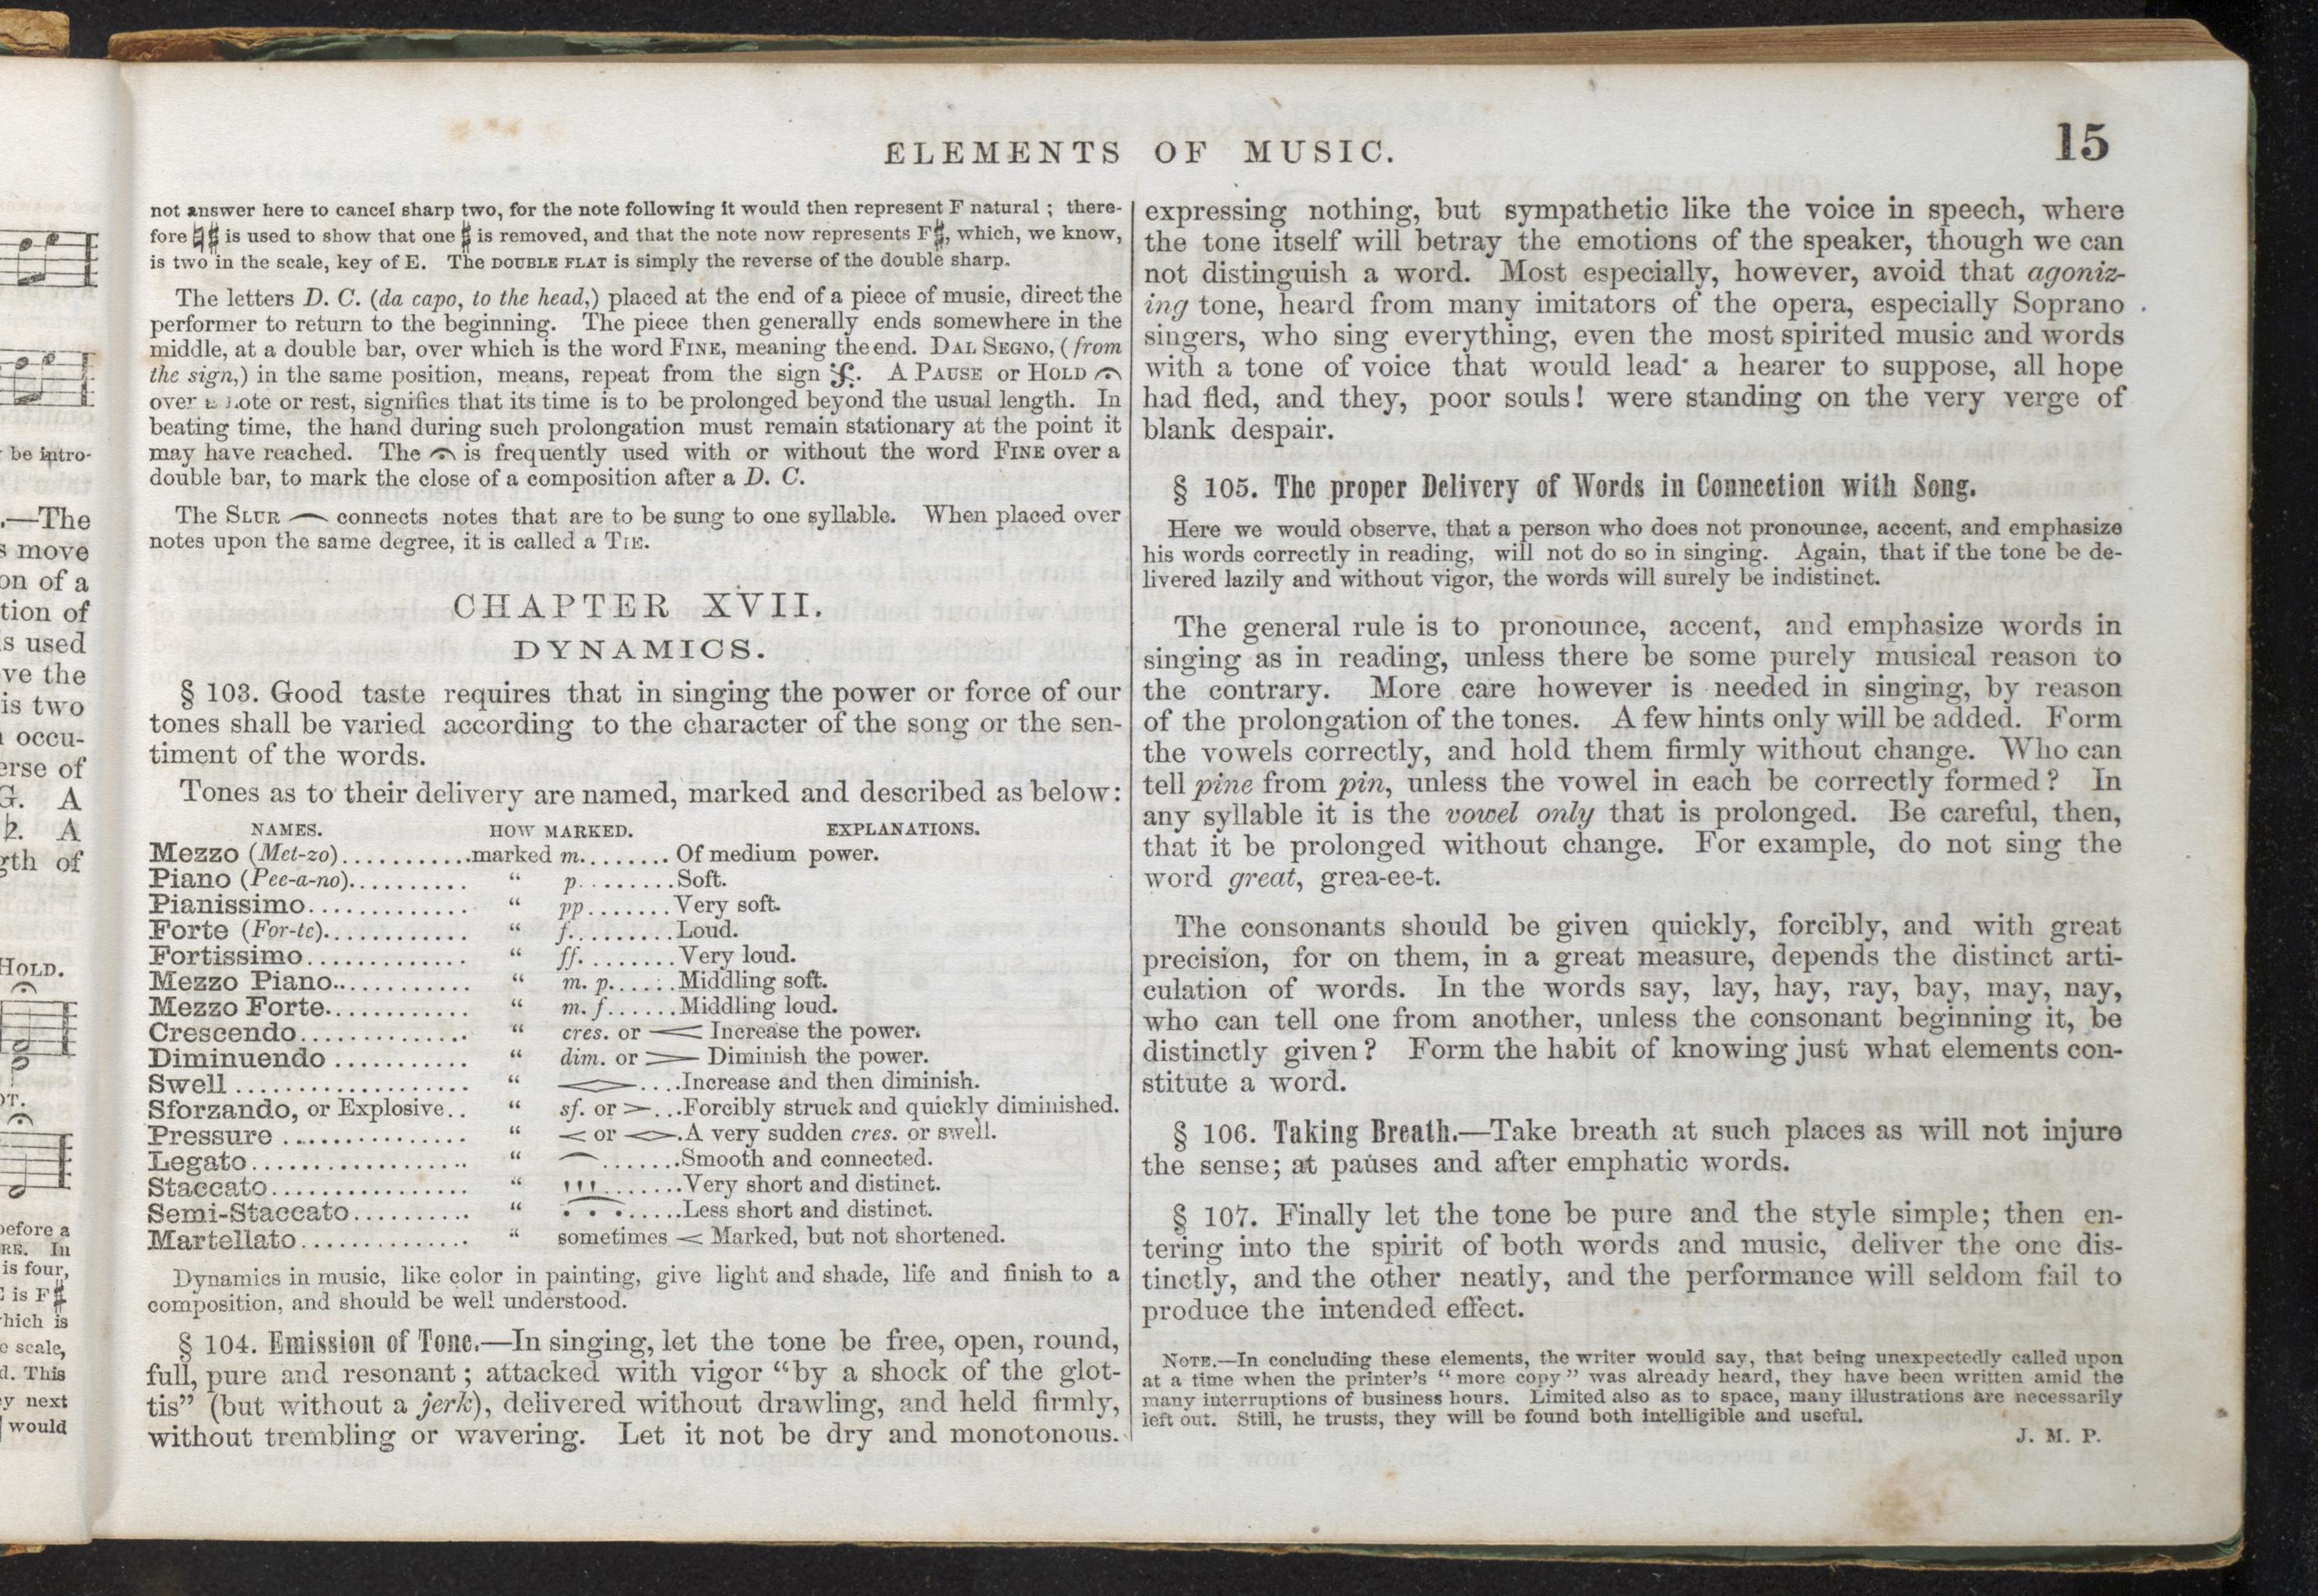 be intro-
.—The
s move
on of a
tion of
is used
ve the
is two
occu-
erse of
G. A
♭. A
gth of
HOLD.
OT.
before a
RE. In
is four,
is F♯
hich is
e scale,
d. This
y next
would
ELEMENTS OF MUSIC.
15
not answer here to cancel sharp two, for the note following it would then represent F natural ; there-
fore ♮♯ is used to show that one ♯ is removed, and that the note now represents F♯, which, we know,
is two in the scale, key of E. The DOUBLE FLAT is simply the reverse of the double sharp.
The letters D. C. (da capo, to the head,) placed at the end of a piece of music, direct the
performer to return to the beginning. The piece then generally ends somewhere in the
middle, at a double bar, over which is the word FINE, meaning the end. DAL SEGNO, (from
the sign,) in the same position, means, repeat from the sign 𝄋. A PAUSE or HOLD 𝄐
over note or rest, signifies that its time is to be prolonged beyond the usual length. In
beating time, the hand during such prolongation must remain stationary at the point it
may have reached. The 𝄐 is frequently used with or without the word FINE over a
double bar, to mark the close of a composition after a D. C.
The SLUR ⁀ connects notes that are to be sung to one syllable. When placed over
notes upon the same degree, it is called a TIE.
CHAPTER XVII.
DYNAMICS.
§ 103. Good taste requires that in singing the power or force of our
tones shall be varied according to the character of the song or the sen-
timent of the words.
Tones as to their delivery are named, marked and described as below:
NAMES. HOW MARKED. EXPLANATIONS.
Mezzo (Met-zo)...........marked m........ Of medium power.
Piano (Pee-a-no).......... “ p.........Soft.
Pianissimo............. “ pp.......Very soft.
Forte (For-te)............ “ f.........Loud.
Fortissimo............. “ ff........Very loud.
Mezzo Piano............ “ m. p......Middling soft.
Mezzo Forte............ “ m. f......Middling loud.
Crescendo.............. “ cres. or < Increase the power.
Diminuendo ........... “ dim. or > Diminish the power.
Swell................... “ <>....Increase and then diminish.
Sforzando, or Explosive.. “ sf. or >...Forcibly struck and quickly diminished.
Pressure ............... “ < or <>.A very sudden cres. or swell.
Legato.................. “ ⁀.......Smooth and connected.
Staccato................ “ ''' .......Very short and distinct.
Semi-Staccato.......... “ . . ......Less short and distinct.
Martellato.............. “ sometimes < Marked, but not shortened.
Dynamics in music, like color in painting, give light and shade, life and finish to a
composition, and should be well understood.
§ 104. Emission of Tone.—In singing, let the tone be free, open, round,
full, pure and resonant ; attacked with vigor “by a shock of the glot-
tis” (but without a jerk), delivered without drawling, and held firmly,
without trembling or wavering. Let it not be dry and monotonous.
expressing nothing, but sympathetic like the voice in speech, where
the tone itself will betray the emotions of the speaker, though we can
not distinguish a word. Most especially, however, avoid that agoniz-
ing tone, heard from many imitators of the opera, especially Soprano
singers, who sing everything, even the most spirited music and words
with a tone of voice that would lead a hearer to suppose, all hope
had fled, and they, poor souls! were standing on the very verge of
blank despair.
§ 105. The proper Delivery of Words in Connection with Song.
Here we would observe, that a person who does not pronounce, accent, and emphasize
his words correctly in reading, will not do so in singing. Again, that if the tone be de-
livered lazily and without vigor, the words will surely be indistinct.
The general rule is to pronounce, accent, and emphasize words in
singing as in reading, unless there be some purely musical reason to
the contrary. More care however is needed in singing, by reason
of the prolongation of the tones. A few hints only will be added. Form
the vowels correctly, and hold them firmly without change. Who can
tell pine from pin, unless the vowel in each be correctly formed? In
any syllable it is the vowel only that is prolonged. Be careful, then,
that it be prolonged without change. For example, do not sing the
word great, grea-ee-t.
The consonants should be given quickly, forcibly, and with great
precision, for on them, in a great measure, depends the distinct arti-
culation of words. In the words say, lay, hay, ray, bay, may, nay,
who can tell one from another, unless the consonant beginning it, be
distinctly given? Form the habit of knowing just what elements con-
stitute a word.
§ 106. Taking Breath.—Take breath at such places as will not injure
the sense; at pauses and after emphatic words.
§ 107. Finally let the tone be pure and the style simple; then en-
tering into the spirit of both words and music, deliver the one dis-
tinctly, and the other neatly, and the performance will seldom fail to
produce the intended effect.
NOTE.—In concluding these elements, the writer would say, that being unexpectedly called upon
at a time when the printer’s “more copy” was already heard, they have been written amid the
many interruptions of business hours. Limited also as to space, many illustrations are necessarily
left out. Still, he trusts, they will be found both intelligible and useful.
J. M. P.